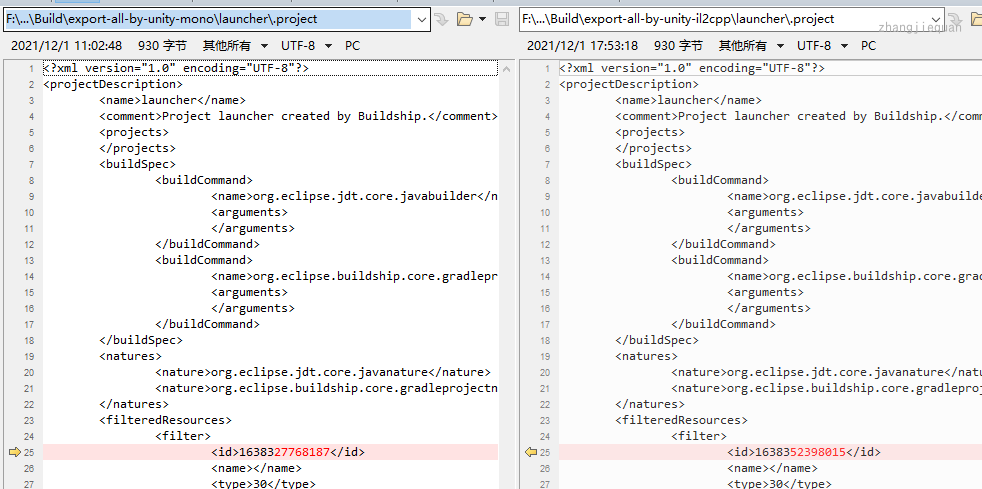 F:\...\Build\export-all-by-unity-mono\launcher\.project
2021/12/1 11:02:48 930 字节 其他所有 UTF-8 PC
1 <?xml version="1.0" encoding="UTF-8"?>
2 <projectDescription>
3 <name>launcher</name>
4 <comment>Project launcher created by Buildship.</comment>
5 <projects>
6 </projects>
7 <buildSpec>
8 <buildCommand>
9 <name>org.eclipse.jdt.core.javabuilder</n
10 <arguments>
11 </arguments>
12 </buildCommand>
13 <buildCommand>
14 <name>org.eclipse.buildship.core.gradlepr
15 <arguments>
16 </arguments>
17 </buildCommand>
18 </buildSpec>
19 <natures>
20 <nature>org.eclipse.jdt.core.javanature</nature>
21 <nature>org.eclipse.buildship.core.gradleprojectn
22 </natures>
23 <filteredResources>
24 <filter>
25 <id>1638327768187</id>
26 <name></name>
27 <type>30</type>
F:\...\Build\export-all-by-unity-il2cpp\launcher\.project
zhangjiequan
2021/12/1 17:53:18 930 字节 其他所有 UTF-8 PC
1 <?xml version="1.0" encoding="UTF-8"?>
2 <projectDescription>
3 <name>launcher</name>
4 <comment>Project launcher created by Buildship.</comm
5 <projects>
6 </projects>
7 <buildSpec>
8 <buildCommand>
9 <name>org.eclipse.jdt.core.javabuilde
10 <arguments>
11 </arguments>
12 </buildCommand>
13 <buildCommand>
14 <name>org.eclipse.buildship.core.grad
15 <arguments>
16 </arguments>
17 </buildCommand>
18 </buildSpec>
19 <natures>
20 <nature>org.eclipse.jdt.core.javanature</natu
21 <nature>org.eclipse.buildship.core.gradleproj
22 </natures>
23 <filteredResources>
24 <filter>
25 <id>1638352398015</id>
26 <name></name>
27 <type>30</type>